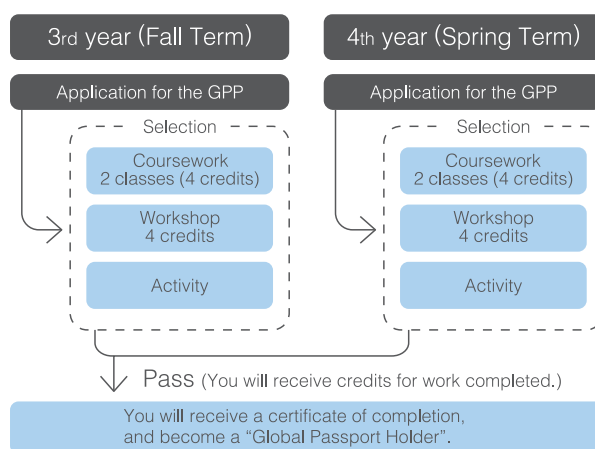 3rd year (Fall Term)
Application for the GPP
Selection
Coursework
2 classes (4 credits)
Workshop
4 credits
Activity
4th year (Spring Term)
Application for the GPP
Selection
Coursework
2 classes (4 credits)
Workshop
4 credits
Activity
Pass (You will receive credits for work completed.)
You will receive a certificate of completion,
and become a “Global Passport Holder”.